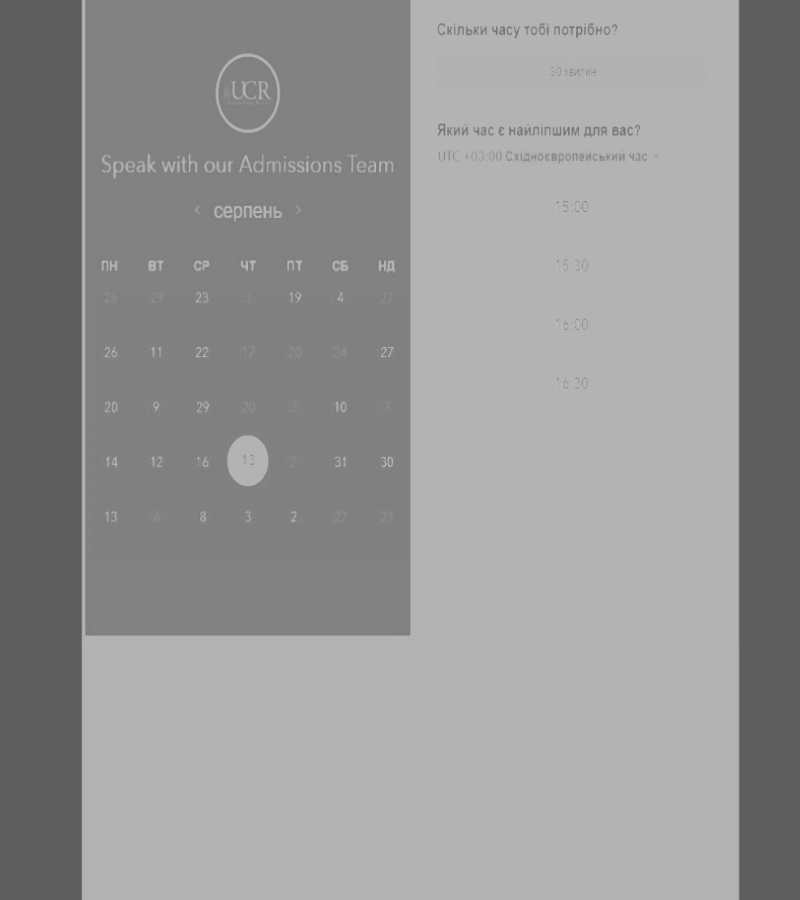 UCR
Speak with our Admissions Team
серпень
ПН ВТ СР ЧТ ПТ СБ НД
26 29 23 3 19 4 27
26 11 22 17 20 24 27
20 9 29 20 3 10 7
14 12 16 13 2 31 30
13 6 8 3 2 27 21
Скільки часу тобі потрібно?
30 хвилин
Який час є найліпшим для вас?
UTC +03:00 Східноєвропейський час
15:00
15:30
16:00
16:30